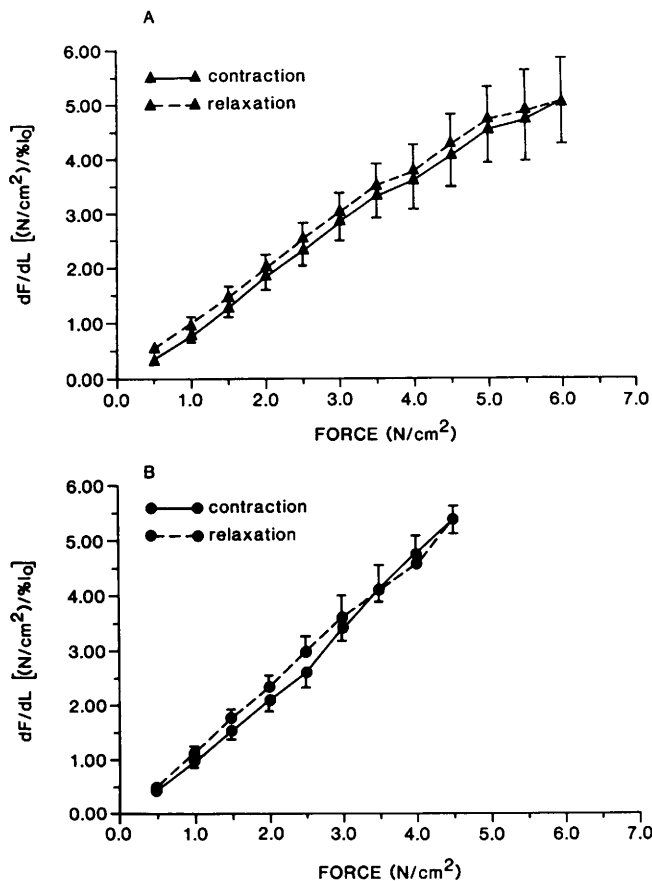 A
6.00
contraction
relaxation
5.00
4.00
3.00
2.00
1.00
0.00
dF/dL [(N/cm²)/%lo]
0.0 1.0 2.0 3.0 4.0 5.0 6.0 7.0
FORCE (N/cm²)
B
6.00
contraction
relaxation
5.00
4.00
3.00
2.00
1.00
0.00
dF/dL [(N/cm²)/%lo]
0.0 1.0 2.0 3.0 4.0 5.0 6.0 7.0
FORCE (N/cm²)